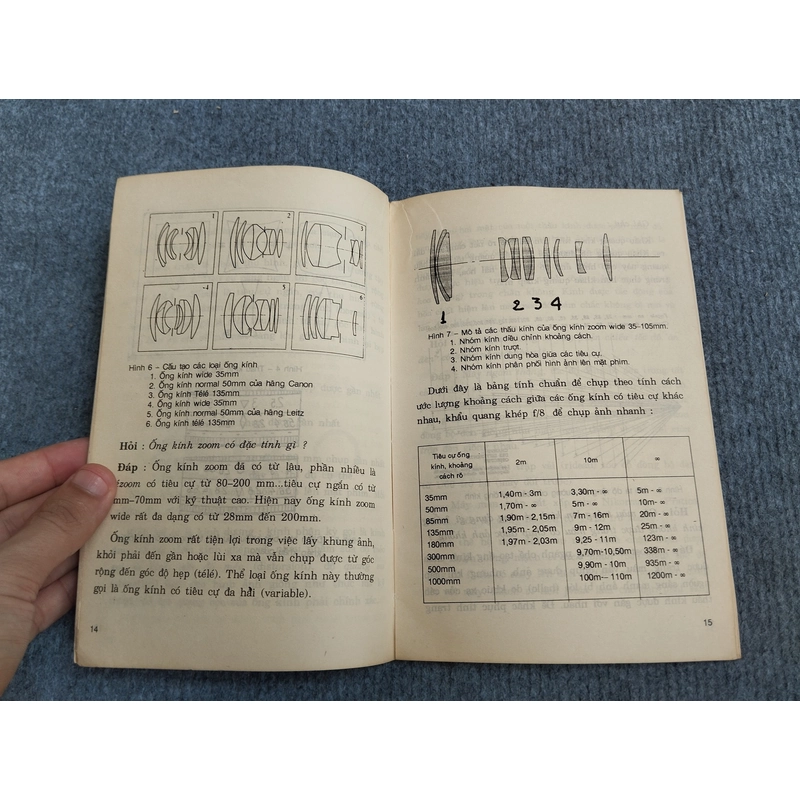 1
2
3
4
5
6
Hình 6 – Cấu tạo các loại ống kính
1. Ống kính wide 35mm
2. Ống kính normal 50mm của hãng Canon
3. Ống kính Télé 135mm
4. Ống kính wide 35mm
5. Ống kính normal 50mm của hãng Leitz
6. Ống kính télé 135mm
Hỏi : Ống kính zoom có đặc tính gì ?
Đáp : Ống kính zoom đã có từ lâu, phần nhiều là
zoom có tiêu cự từ 80–200 mm...tiêu cự ngắn có từ
mm–70mm với kỹ thuật cao. Hiện nay ống kính zoom
wide rất đa dạng có từ 28mm đến 200mm.
Ống kính zoom rất tiện lợi trong việc lấy khung ảnh,
khỏi phải đến gần hoặc lùi xa mà vẫn chụp được từ góc
rộng đến góc độ hẹp (télé). Thể loại ống kính này thường
gọi là ống kính có tiêu cự đa hài (variable).
14
1
2 3 4
Hình 7 – Mô tả các thấu kính của ống kính zoom wide 35–105mm.
1. Nhóm kính điều chỉnh khoảng cách.
2. Nhóm kính trượt.
3. Nhóm kính dung hòa giữa các tiêu cự.
4. Nhóm kính phân phối hình ảnh lên mặt phim.
Dưới đây là bảng tính chuẩn để chụp theo tính cách
ước lượng khoảng cách giữa các ống kính có tiêu cự khác
nhau, khẩu quang khép f/8 để chụp ảnh nhanh :
Tiêu cự ống kính, khoảng cách rõ 2m 10m ∞
35mm 1,40m - 3m 3,30m - ∞ 5m - ∞
50mm 1,70m - ∞ 5m - ∞ 10m- ∞
85mm 1,90m - 2,15m 7m - 16m 20m - ∞
135mm 1,95m - 2,05m 9m - 12m 25m - ∞
180mm 1,97m - 2,03m 9,25 - 11m 123m - ∞
300mm 9,70m-10,50m 338m- ∞
500mm 9,90m - 10m 935m- ∞
1000mm 100m-- 110m 1200m - ∞
15